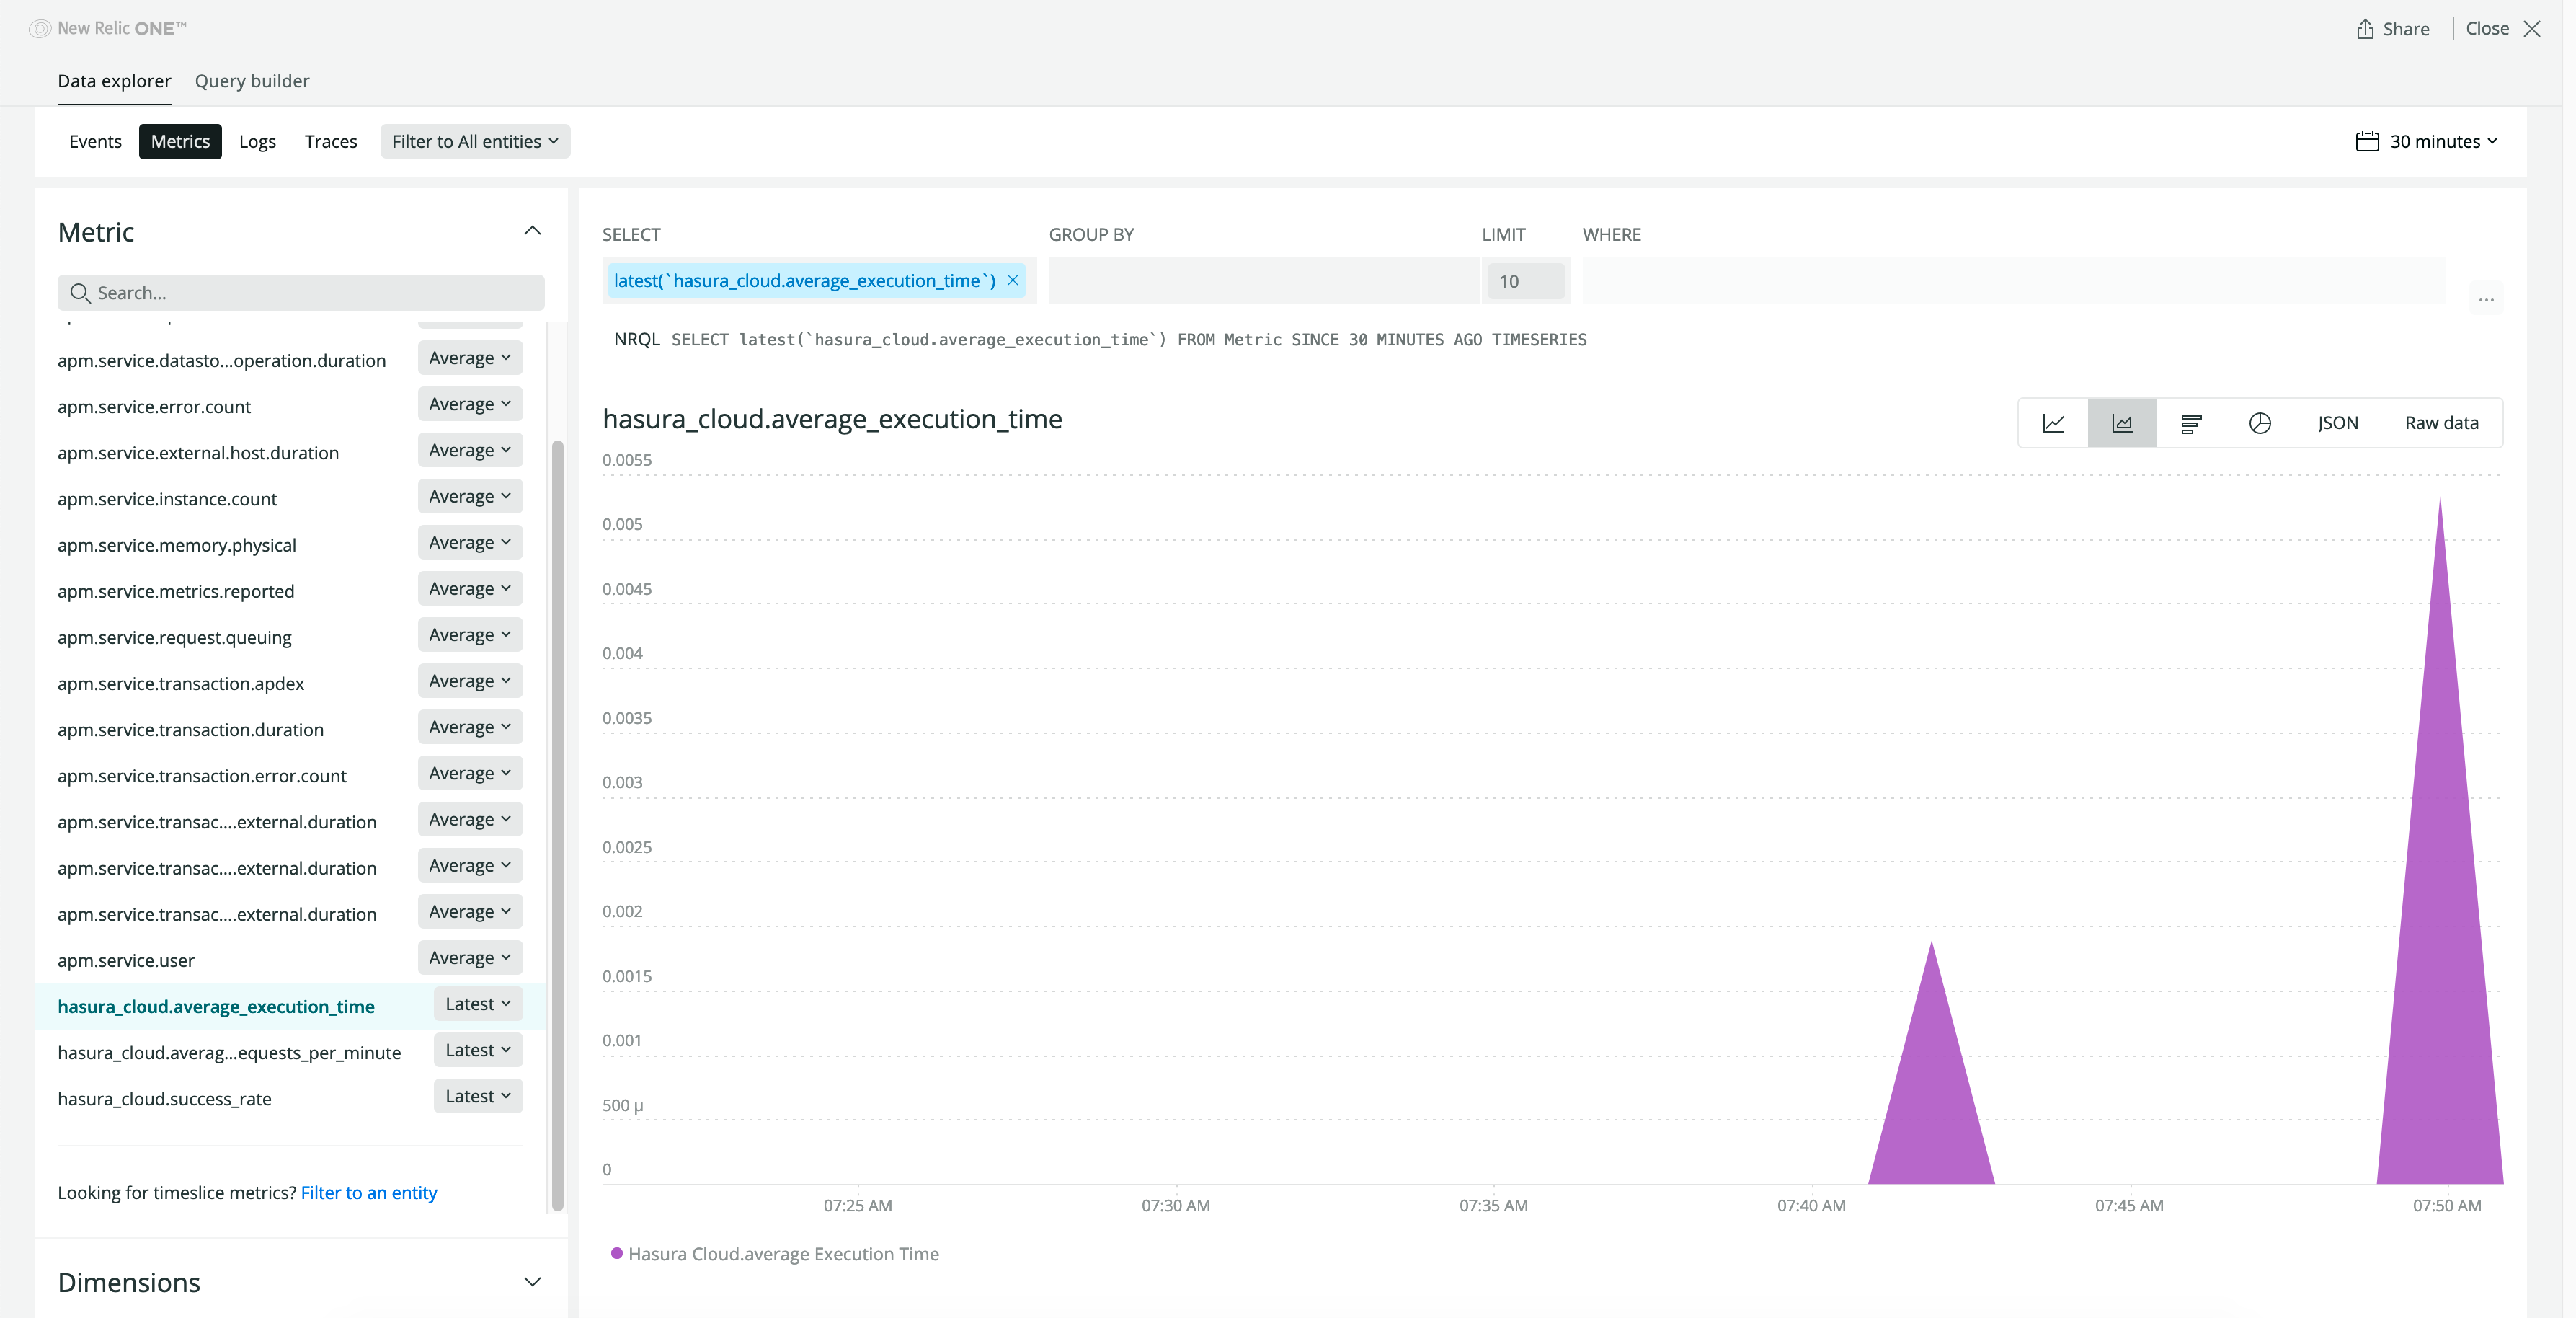 New Relic ONE™
Share
Close
Data explorer Query builder
Events Metrics Logs Traces Filter to All entities
30 minutes
Metric
Search...
apm.service.datasto...operation.duration Average
apm.service.error.count Average
apm.service.external.host.duration Average
apm.service.instance.count Average
apm.service.memory.physical Average
apm.service.metrics.reported Average
apm.service.request.queuing Average
apm.service.transaction.apdex Average
apm.service.transaction.duration Average
apm.service.transaction.error.count Average
apm.service.transac....external.duration Average
apm.service.transac....external.duration Average
apm.service.transac....external.duration Average
apm.service.user Average
hasura_cloud.average_execution_time Latest
hasura_cloud.averag...equests_per_minute Latest
hasura_cloud.success_rate Latest
Looking for timeslice metrics? Filter to an entity
Dimensions
SELECT GROUP BY LIMIT WHERE
latest(`hasura_cloud.average_execution_time`) 10
...
NRQL SELECT latest(`hasura_cloud.average_execution_time`) FROM Metric SINCE 30 MINUTES AGO TIMESERIES
hasura_cloud.average_execution_time
JSON Raw data
0.0055
0.005
0.0045
0.004
0.0035
0.003
0.0025
0.002
0.0015
0.001
500 µ
0
07:25 AM 07:30 AM 07:35 AM 07:40 AM 07:45 AM 07:50 AM
Hasura Cloud.average Execution Time